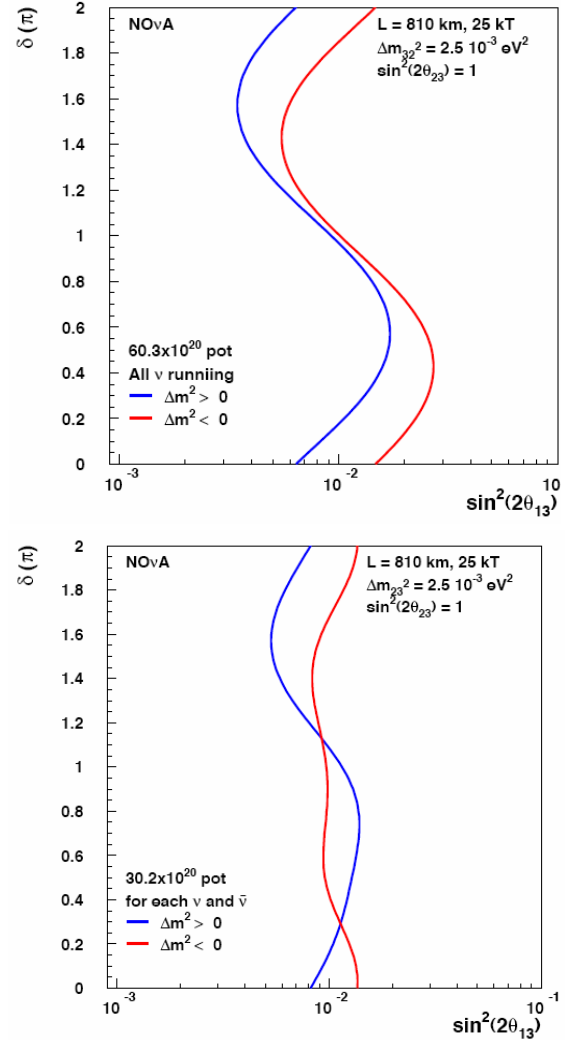 NOνA
L = 810 km, 25 kT
Δm₃₂² = 2.5 10⁻³ eV²
sin²(2θ₂₃) = 1
δ (π)
2
1.8
1.6
1.4
1.2
1
0.8
0.6
0.4
0.2
0
60.3x10²⁰ pot
All ν runniing
Δm² > 0
Δm² < 0
10⁻³ 10⁻² 10
sin²(2θ₁₃)
NOνA
L = 810 km, 25 kT
Δm₂₃² = 2.5 10⁻³ eV²
sin²(2θ₂₃) = 1
δ (π)
2
1.8
1.6
1.4
1.2
1
0.8
0.6
0.4
0.2
0
30.2x10²⁰ pot
for each ν and ν̄
Δm² > 0
Δm² < 0
10⁻³ 10⁻² 10⁻¹
sin²(2θ₁₃)